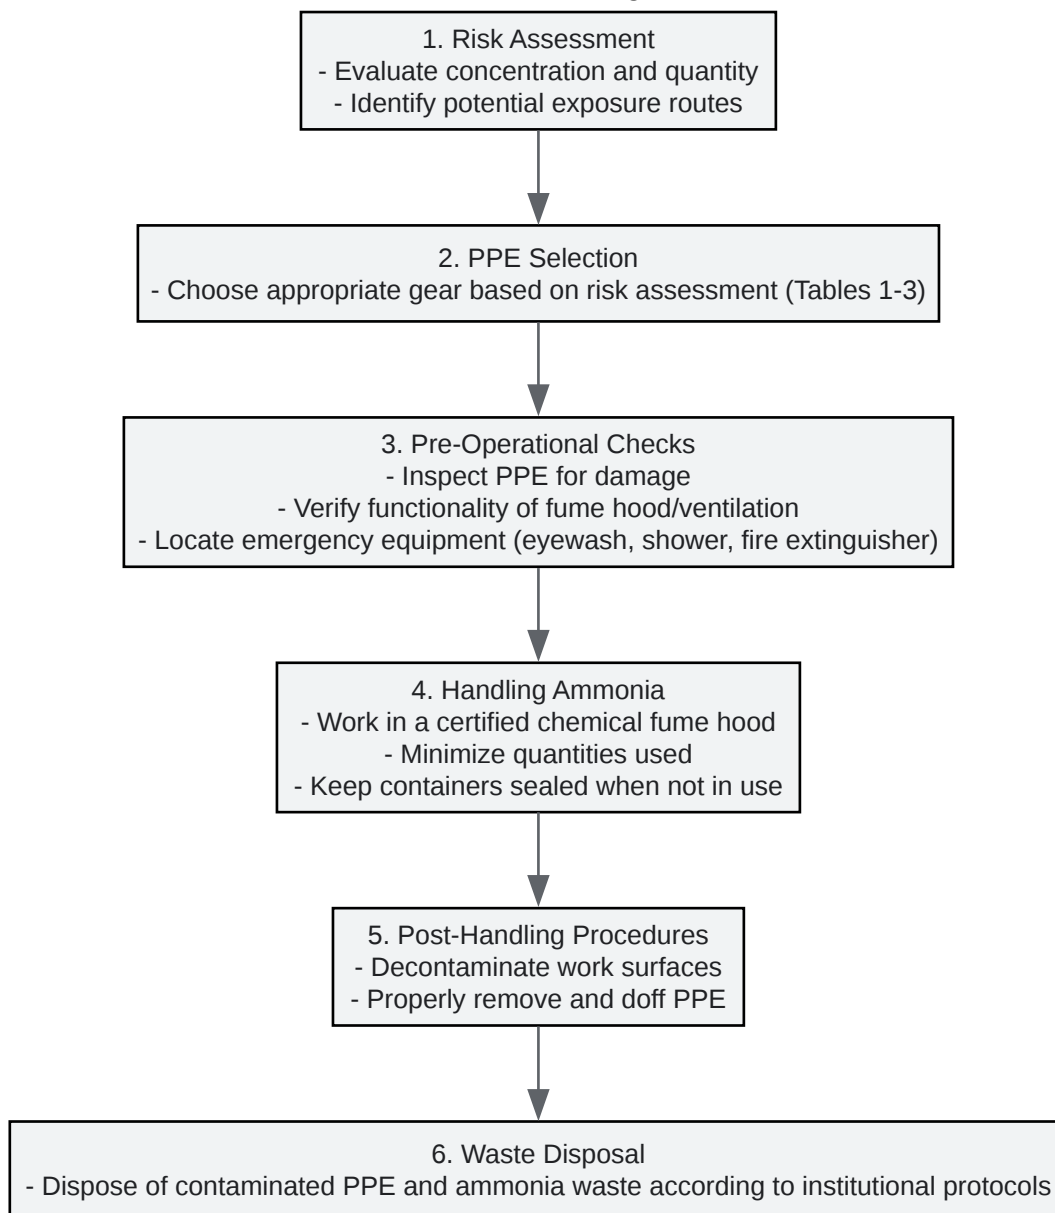 1. Risk Assessment
- Evaluate concentration and quantity
- Identify potential exposure routes
2. PPE Selection
- Choose appropriate gear based on risk assessment (Tables 1-3)
3. Pre-Operational Checks
- Inspect PPE for damage
- Verify functionality of fume hood/ventilation
- Locate emergency equipment (eyewash, shower, fire extinguisher)
4. Handling Ammonia
- Work in a certified chemical fume hood
- Minimize quantities used
- Keep containers sealed when not in use
5. Post-Handling Procedures
- Decontaminate work surfaces
- Properly remove and doff PPE
6. Waste Disposal
- Dispose of contaminated PPE and ammonia waste according to institutional protocols